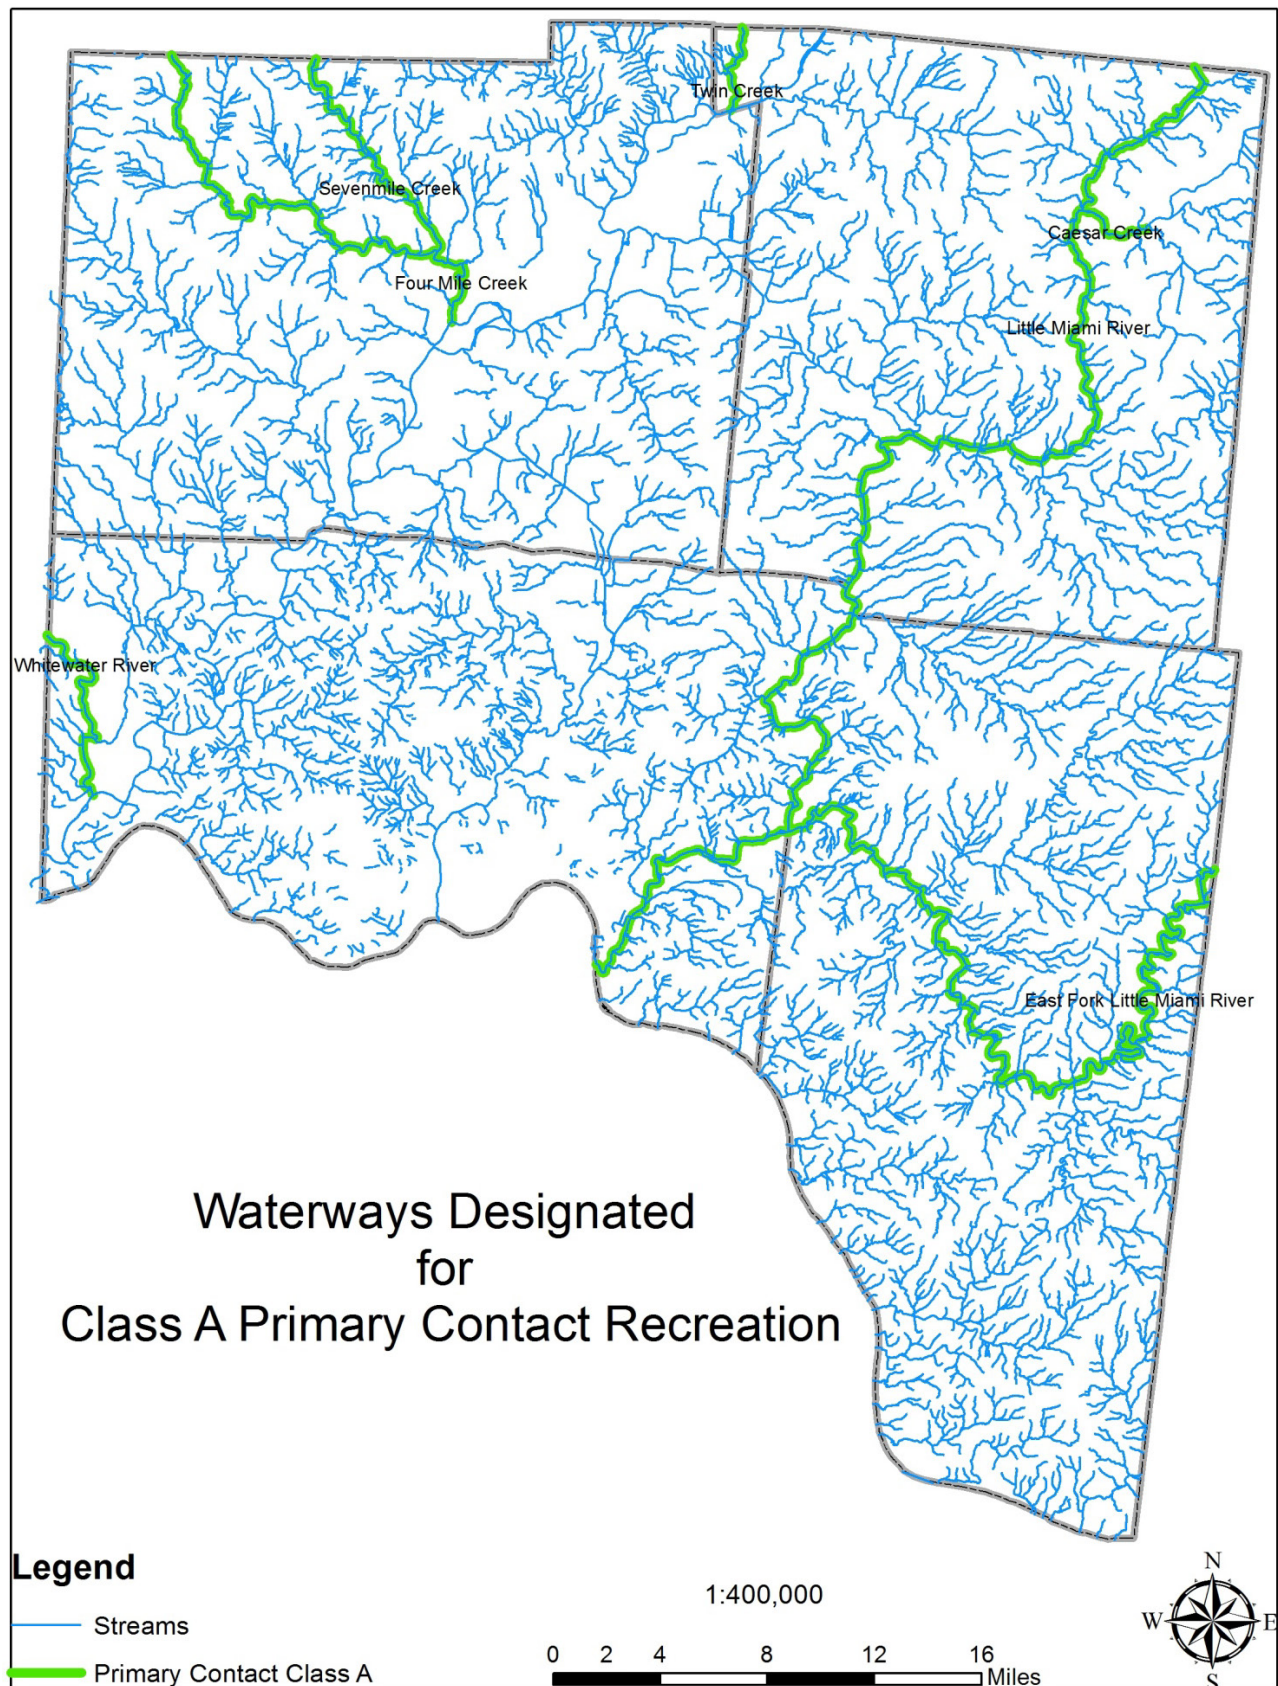 Twin Creek
Sevenmile Creek
Caesar Creek
Four Mile Creek
Little Miami River
Whitewater River
East Fork Little Miami River
Waterways Designated
for
Class A Primary Contact Recreation
Legend
Streams
Primary Contact Class A
1:400,000
0 2 4 8 12 16
Miles
N
W E
S